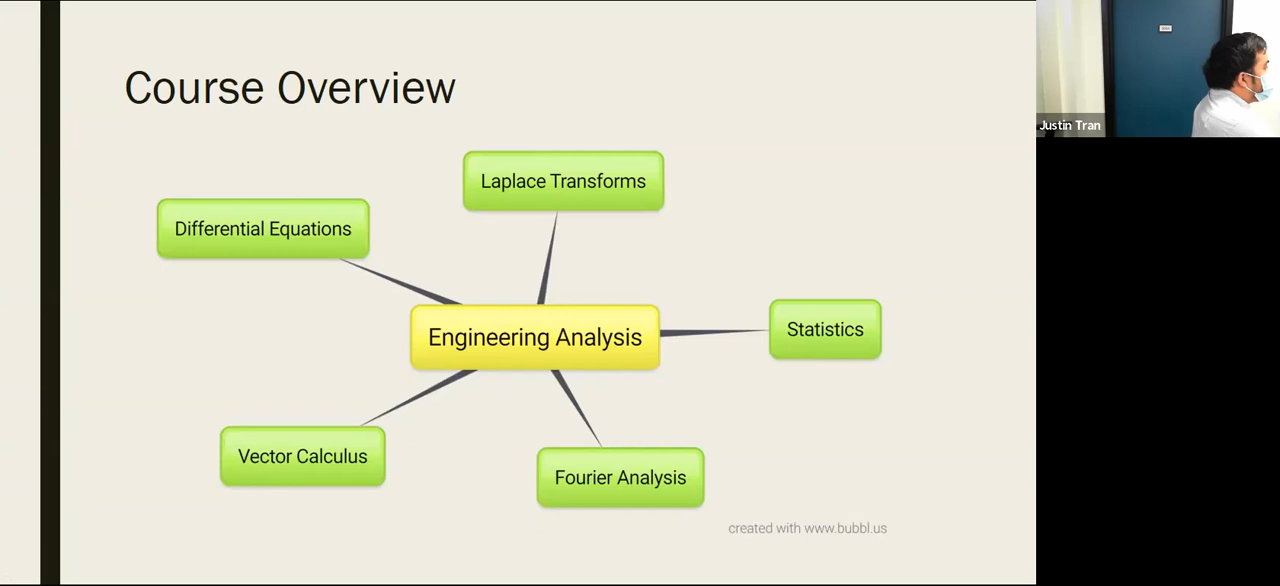 Course Overview
Laplace Transforms
Differential Equations
Engineering Analysis
Statistics
Vector Calculus
Fourier Analysis
created with www.bubbl.us
Justin Tran